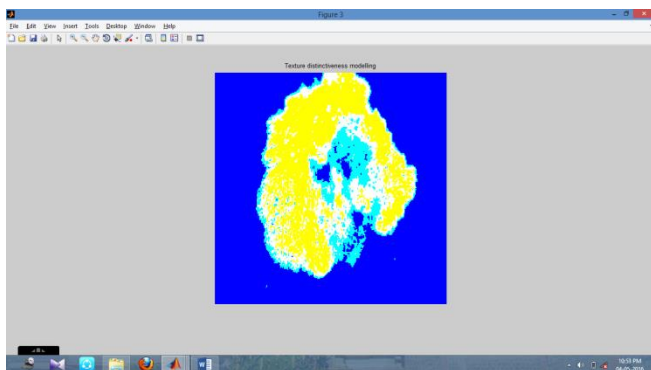 Figure 3
File Edit View Insert Tools Desktop Window Help
Texture distinctiveness modelling
10:53 PM